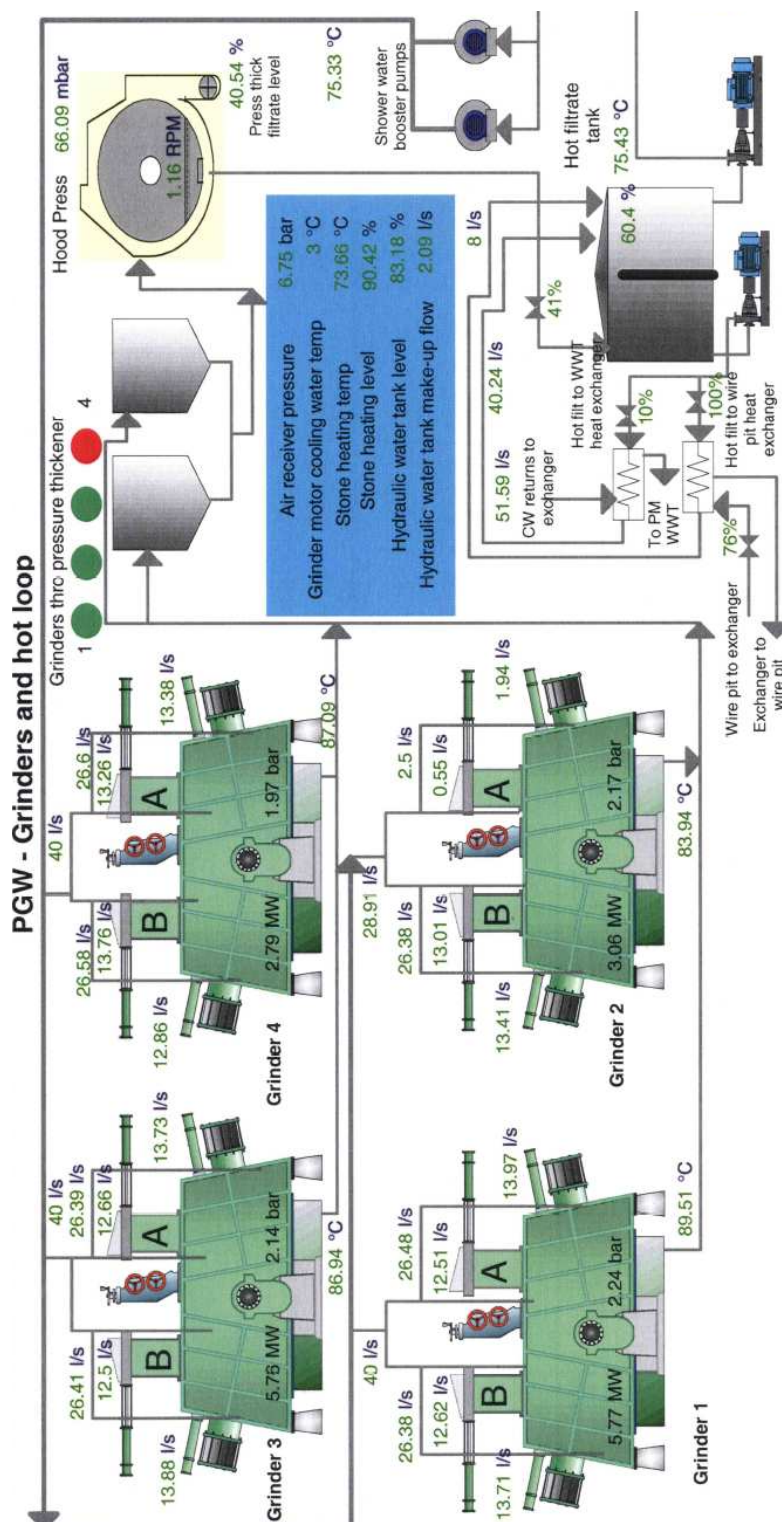 PGW - Grinders and hot loop
40 l/s
26.41 l/s
26.39 l/s
12.5 l/s
12.66 l/s
13.88 l/s
13.73 l/s
B
A
5.76 MW
2.14 bar
Grinder 3
86.94 °C
40 l/s
26.58 l/s
26.6 l/s
13.76 l/s
13.26 l/s
12.86 l/s
13.38 l/s
B
A
2.79 MW
1.97 bar
Grinder 4
87.09 °C
40 l/s
26.38 l/s
26.48 l/s
12.62 l/s
12.51 l/s
13.71 l/s
13.97 l/s
B
A
5.77 MW
2.24 bar
Grinder 1
89.51 °C
28.91 l/s
26.38 l/s
2.5 l/s
13.01 l/s
0.55 l/s
13.41 l/s
1.94 l/s
B
A
3.06 MW
2.17 bar
Grinder 2
83.94 °C
Grinders thro pressure thickener
1
4
Hood Press
66.09 mbar
1.16 RPM
40.54 %
Press thick
filtrate level
75.33 °C
Shower water
booster pumps
Air receiver pressure 6.75 bar
Grinder motor cooling water temp 3 °C
Stone heating temp 73.66 °C
Stone heating level 90.42 %
Hydraulic water tank level 83.18 %
Hydraulic water tank make-up flow 2.09 l/s
8 l/s
40.24 l/s
41%
51.59 l/s
CW returns to
exchanger
Hot filt to WWT
heat exchanger
10%
To PM
WWT
100%
Hot filt to wire
pit heat
exchanger
76%
Wire pit to exchanger
Exchanger to
wire pit
Hot filtrate
tank
75.43 °C
60.4 %